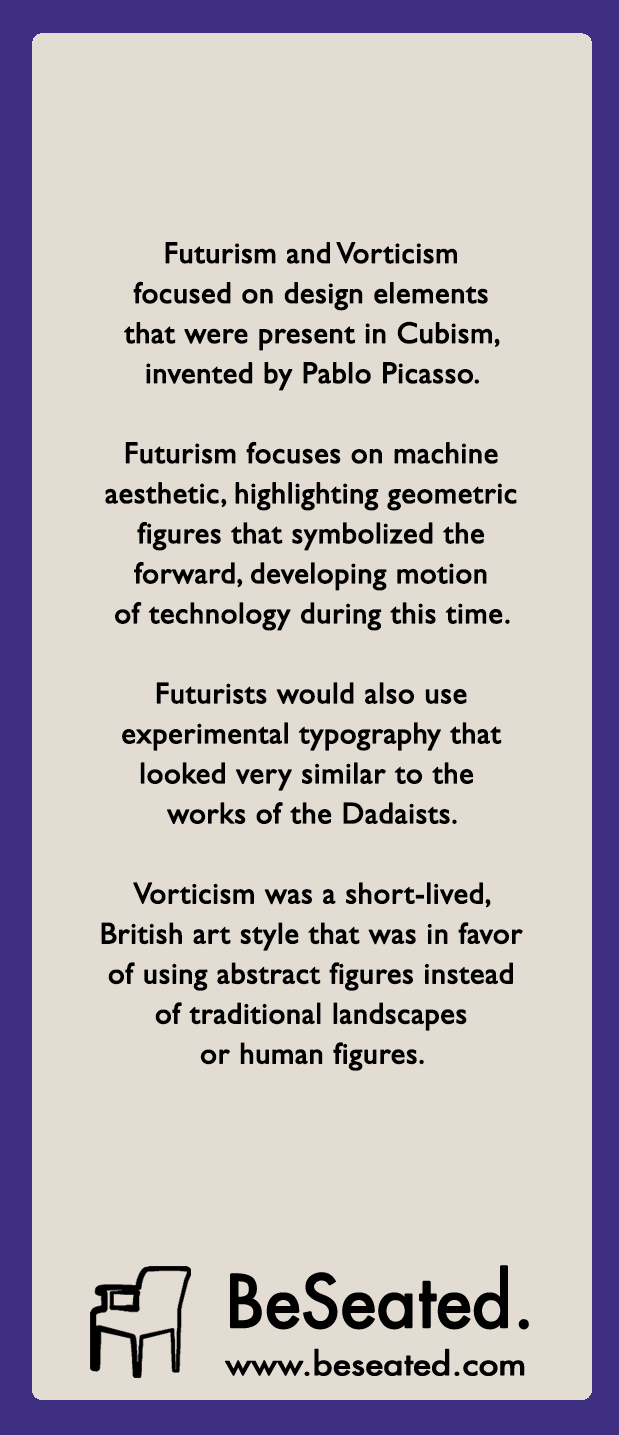 Futurism and Vorticism
focused on design elements
that were present in Cubism,
invented by Pablo Picasso.
Futurism focuses on machine
aesthetic, highlighting geometric
figures that symbolized the
forward, developing motion
of technology during this time.
Futurists would also use
experimental typography that
looked very similar to the
works of the Dadaists.
Vorticism was a short-lived,
British art style that was in favor
of using abstract figures instead
of traditional landscapes
or human figures.
BeSeated.
www.beseated.com